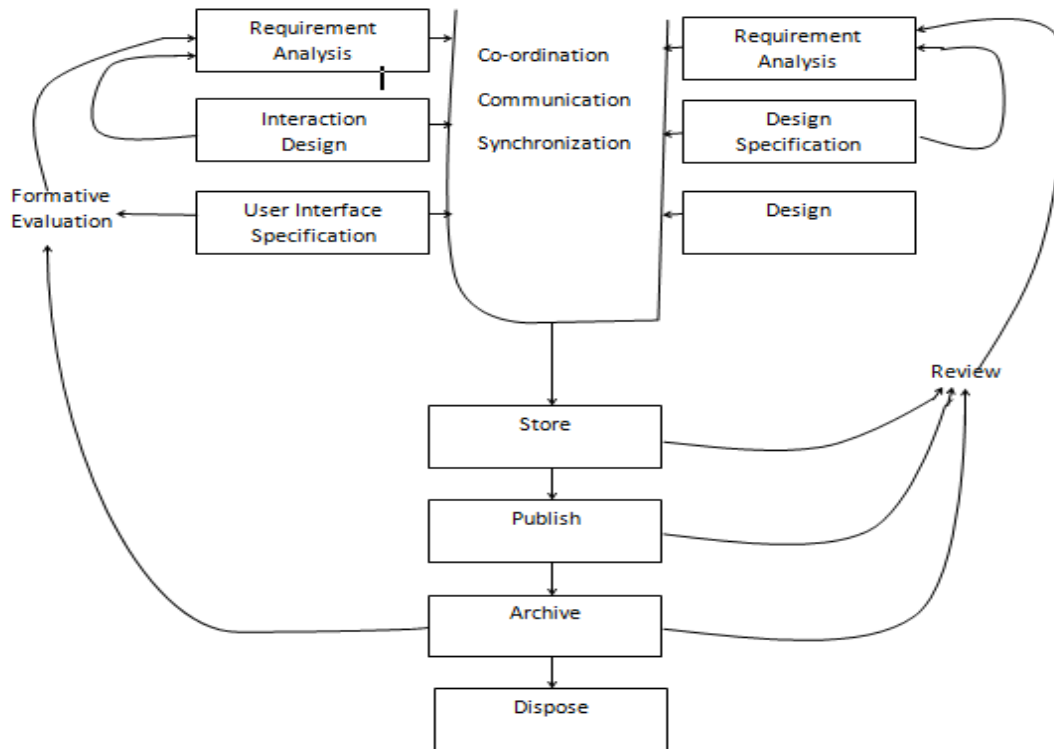 Requirement
Analysis
Interaction
Design
User Interface
Specification
Formative
Evaluation
Co-ordination
Communication
Synchronization
Requirement
Analysis
Design
Specification
Design
Review
Store
Publish
Archive
Dispose